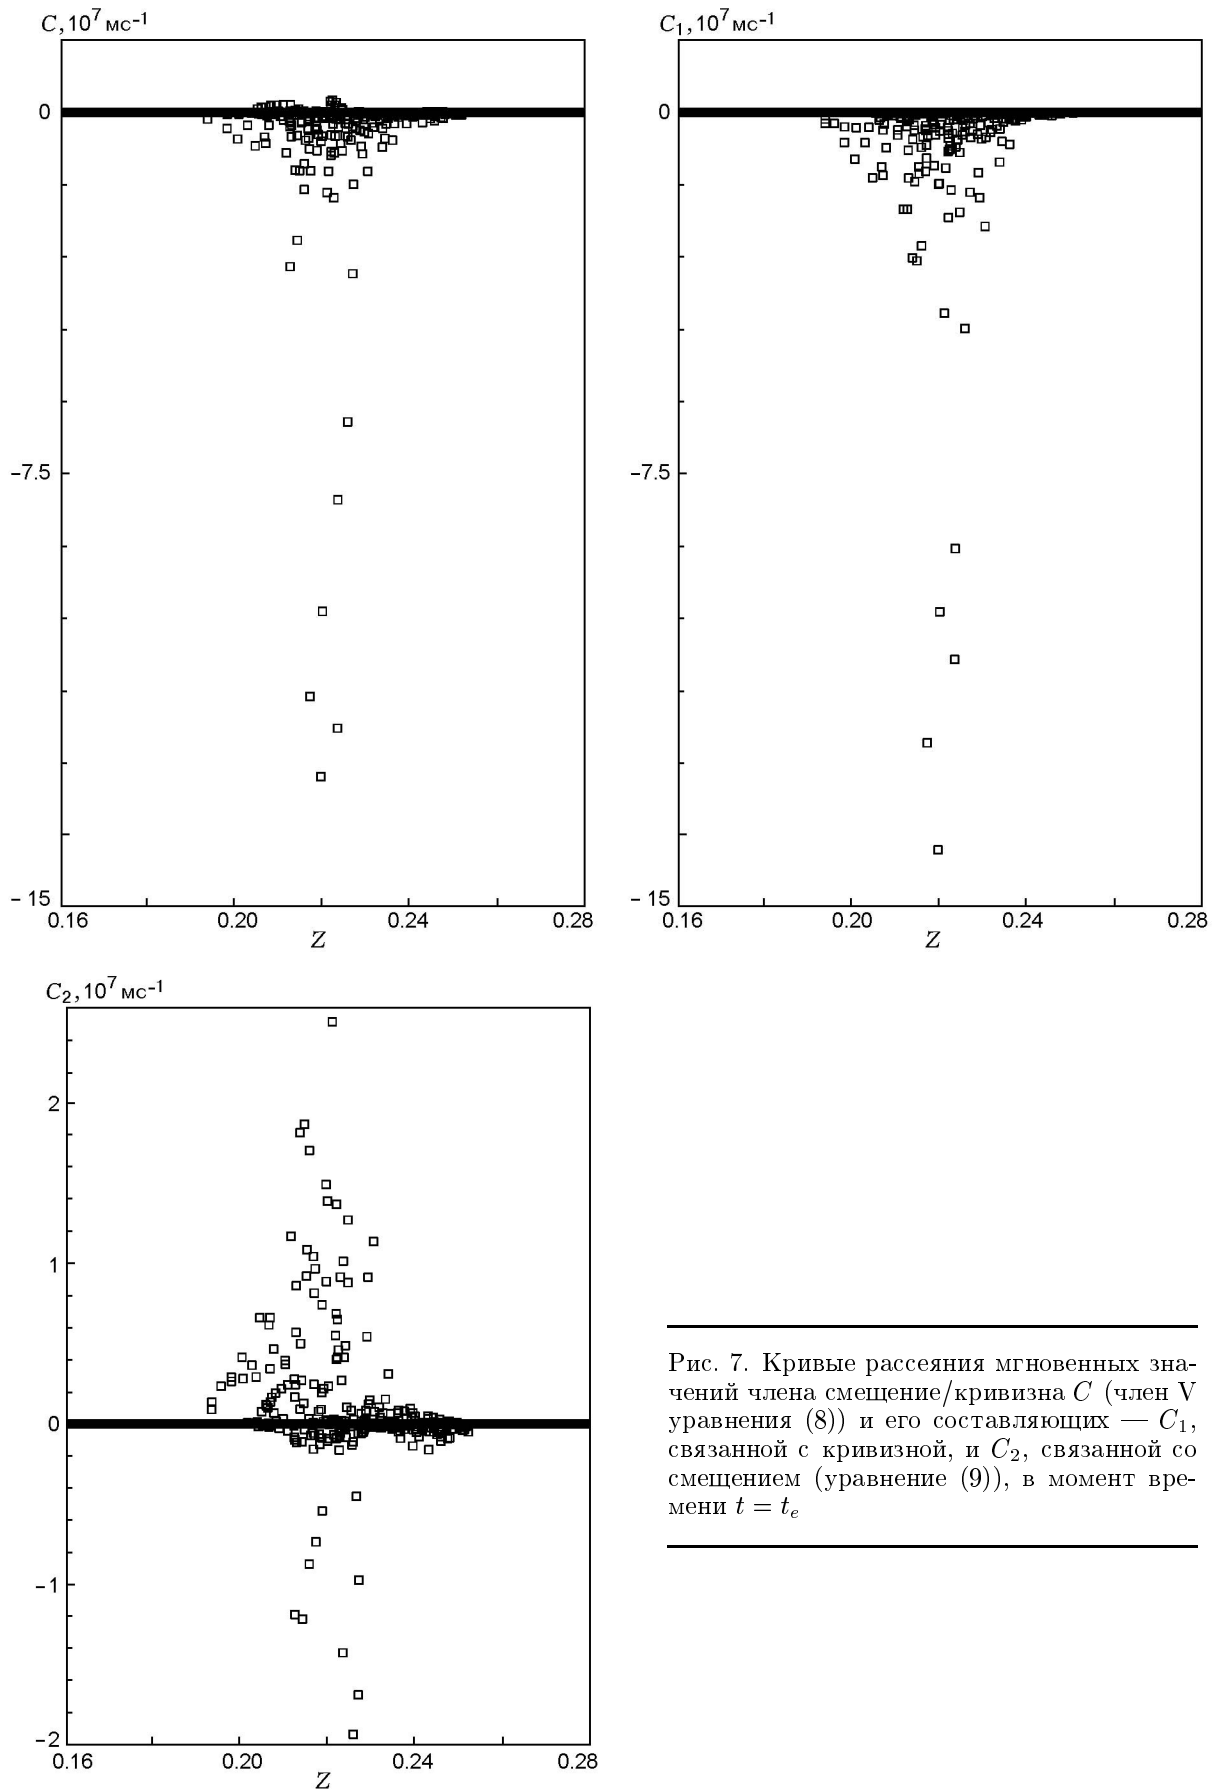 C, 10⁷ мс⁻¹
0
−7.5
−15
0.16 0.20 0.24 0.28
Z
C₁, 10⁷ мс⁻¹
0
−7.5
−15
0.16 0.20 0.24 0.28
Z
C₂, 10⁷ мс⁻¹
2
1
0
−1
−2
0.16 0.20 0.24 0.28
Z
Рис. 7. Кривые рассеяния мгновенных зна-
чений члена смещение/кривизна C (член V
уравнения (8)) и его составляющих — C₁,
связанной с кривизной, и C₂, связанной со
смещением (уравнение (9)), в момент вре-
мени t = tₑ